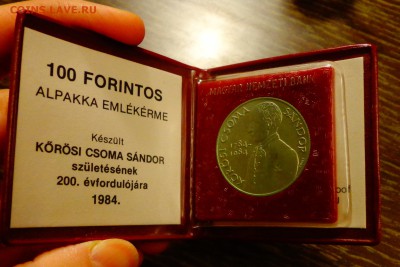 COINS.LAVE.RU
100 FORINTOS
ALPAKKA EMLÉKÉRME
Készült
KŐRÖSI CSOMA SÁNDOR
születésének
200. évfordulójára
1984.
MAGYAR NEMZETI BANK
KŐRÖSI CSOMA SÁNDOR
1784-
1984